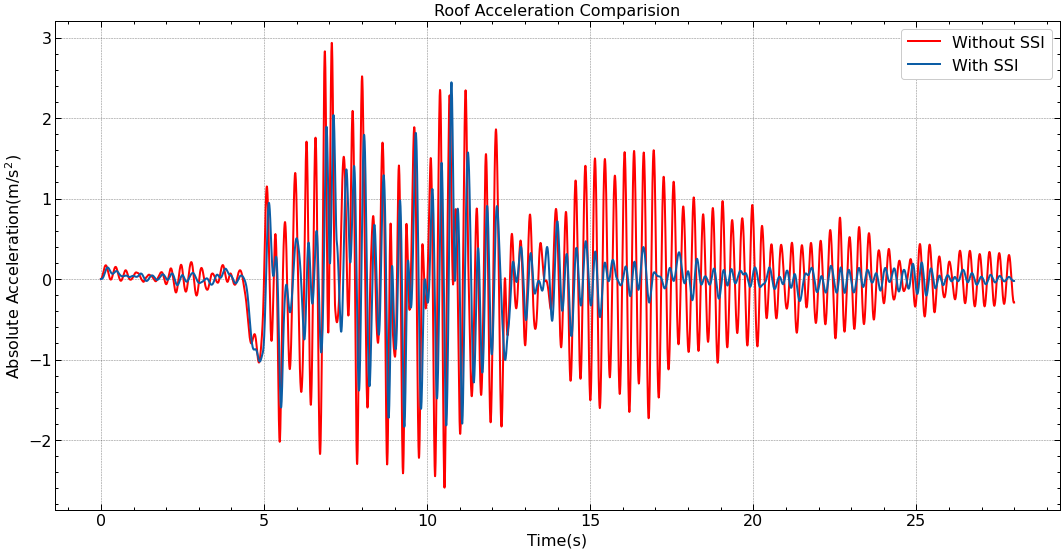 Roof Acceleration Comparision
Without SSI
With SSI
3
2
1
0
−1
−2
Absolute Acceleration(m/s²)
0 5 10 15 20 25
Time(s)